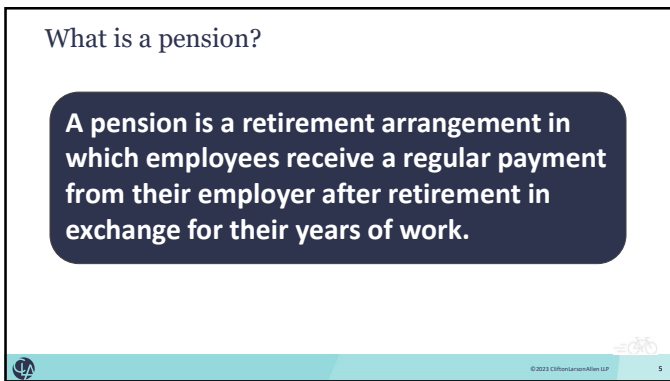 What is a pension?
A pension is a retirement arrangement in
which employees receive a regular payment
from their employer after retirement in
exchange for their years of work.
CLA
©2023 CliftonLarsonAllen LLP
5